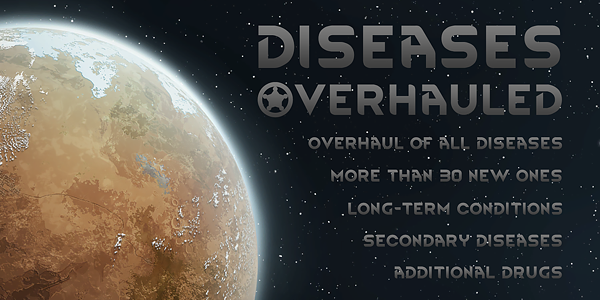 DISEASES
OVERHAULED
OVERHAUL OF ALL DISEASES
MORE THAN 30 NEW ONES
LONG-TERM CONDITIONS
SECONDARY DISEASES
ADDITIONAL DRUGS